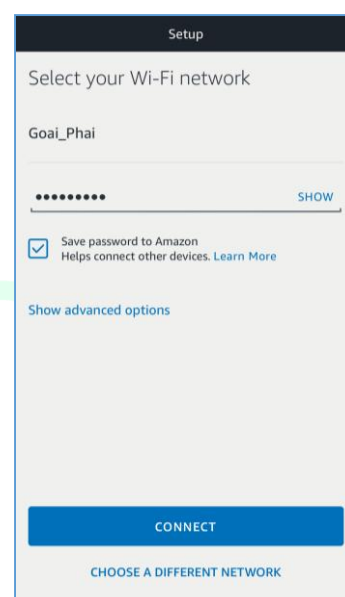 Setup
Select your Wi-Fi network
Goai_Phai
••••••••• SHOW
Save password to Amazon
Helps connect other devices. Learn More
Show advanced options
CONNECT
CHOOSE A DIFFERENT NETWORK